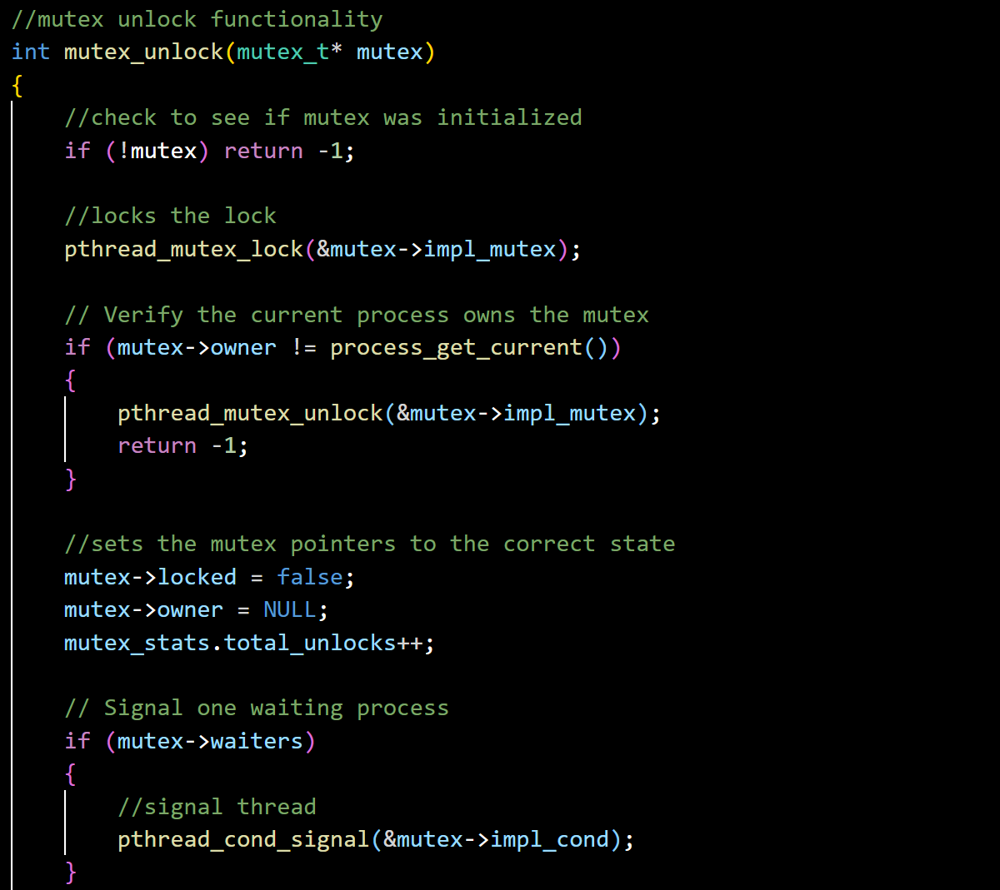 //mutex unlock functionality
int mutex_unlock(mutex_t* mutex)
{
    //check to see if mutex was initialized
    if (!mutex) return -1;

    //locks the lock
    pthread_mutex_lock(&mutex->impl_mutex);

    // Verify the current process owns the mutex
    if (mutex->owner != process_get_current())
    {
        pthread_mutex_unlock(&mutex->impl_mutex);
        return -1;
    }

    //sets the mutex pointers to the correct state
    mutex->locked = false;
    mutex->owner = NULL;
    mutex_stats.total_unlocks++;

    // Signal one waiting process
    if (mutex->waiters)
    {
        //signal thread
        pthread_cond_signal(&mutex->impl_cond);
    }